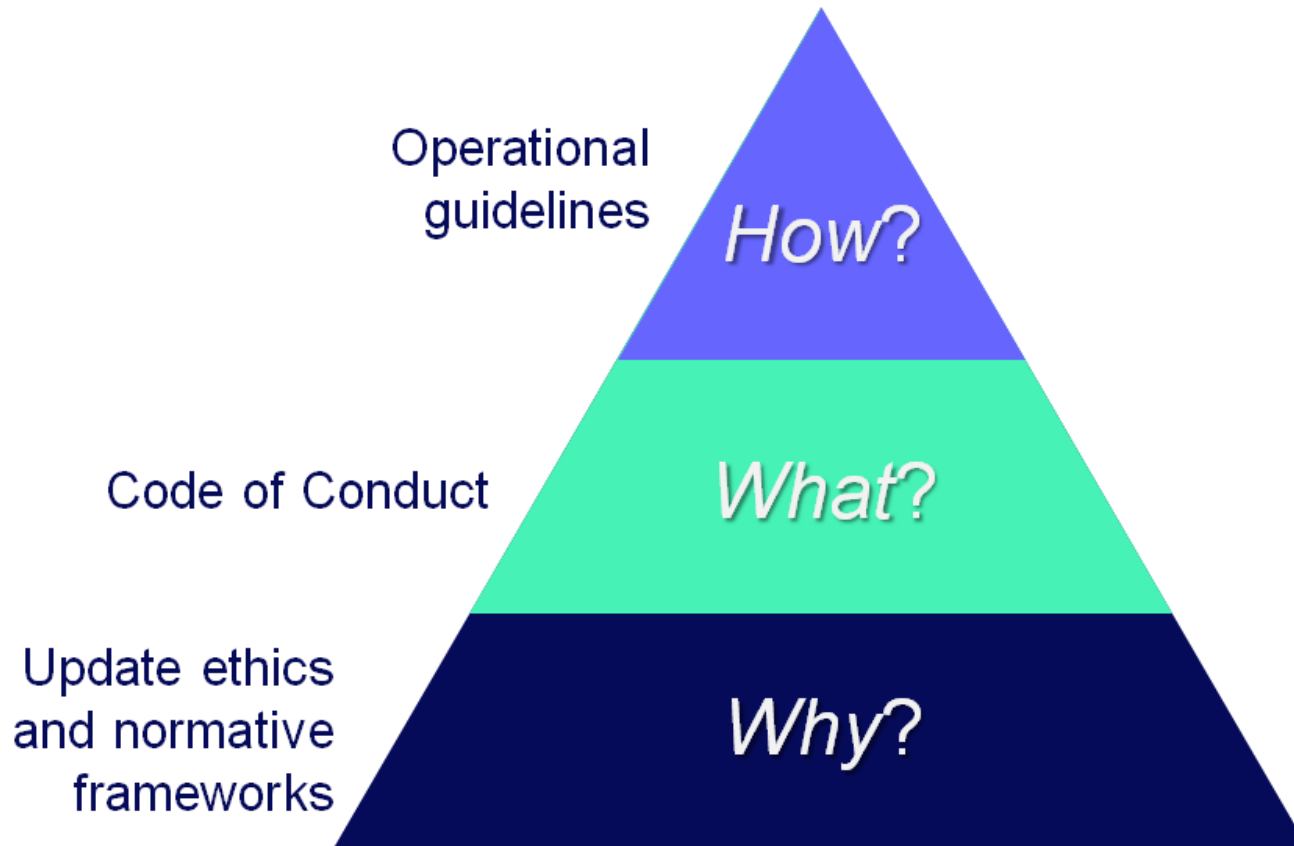 Operational
guidelines
How?
Code of Conduct
What?
Update ethics
and normative
frameworks
Why?